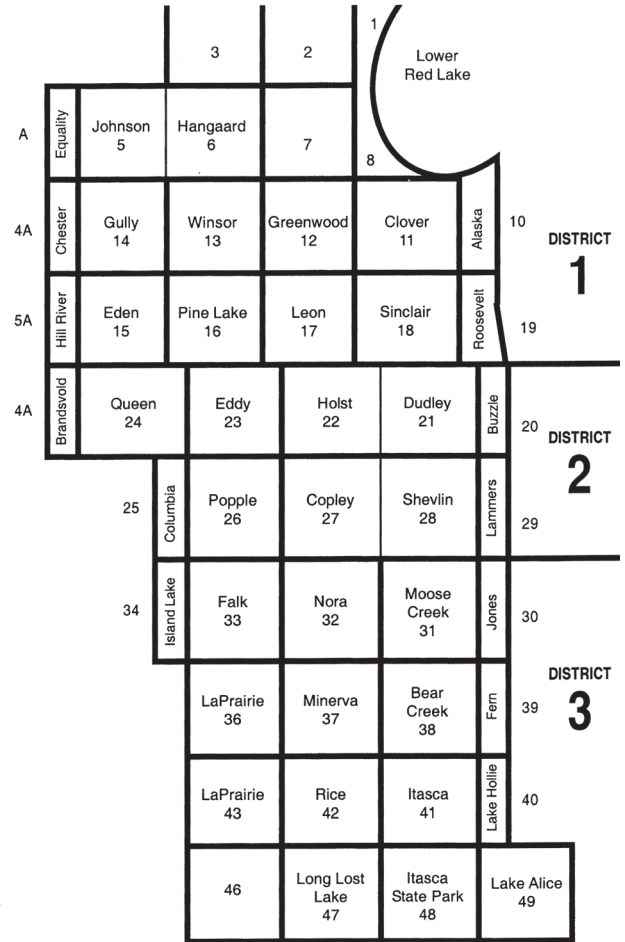 1
Lower
Red Lake
3
2
A
Equality
Johnson
5
Hangaard
6
7
8
4A
Chester
Gully
14
Winsor
13
Greenwood
12
Clover
11
Alaska
10
DISTRICT
1
5A
Hill River
Eden
15
Pine Lake
16
Leon
17
Sinclair
18
Roosevelt
19
4A
Brandsvold
Queen
24
Eddy
23
Holst
22
Dudley
21
Buzzle
20
DISTRICT
2
25
Columbia
Popple
26
Copley
27
Shevlin
28
Lammers
29
34
Island Lake
Falk
33
Nora
32
Moose
Creek
31
Jones
30
DISTRICT
3
LaPrairie
36
Minerva
37
Bear
Creek
38
Fern
39
LaPrairie
43
Rice
42
Itasca
41
Lake Hollie
40
46
Long Lost
Lake
47
Itasca
State Park
48
Lake Alice
49